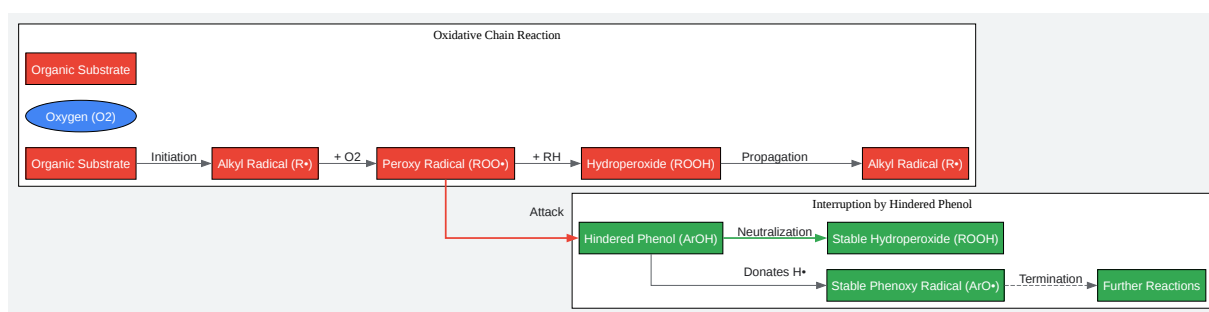 Oxidative Chain Reaction
Organic Substrate
Oxygen (O2)
Organic Substrate
Initiation
Alkyl Radical (R•)
+ O2
Peroxy Radical (ROO•)
+ RH
Hydroperoxide (ROOH)
Propagation
Alkyl Radical (R•)
Attack
Interruption by Hindered Phenol
Hindered Phenol (ArOH)
Neutralization
Stable Hydroperoxide (ROOH)
Donates H•
Stable Phenoxy Radical (ArO•)
Termination
Further Reactions